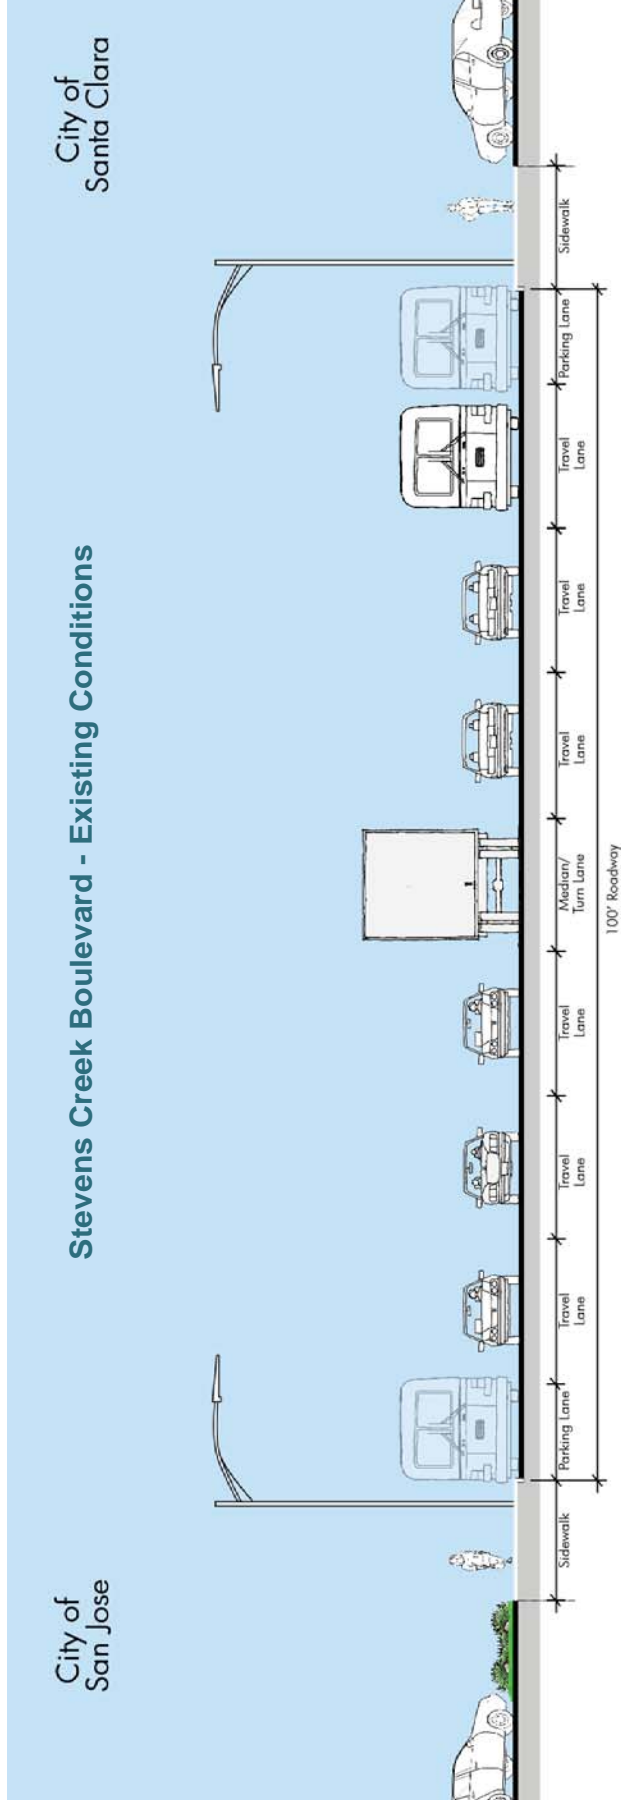 Stevens Creek Boulevard - Existing Conditions
City of
San Jose
City of
Santa Clara
Sidewalk
Parking Lane
Travel
Lane
Travel
Lane
Travel
Lane
Median/
Turn Lane
Travel
Lane
Travel
Lane
Travel
Lane
Parking Lane
Sidewalk
100' Roadway